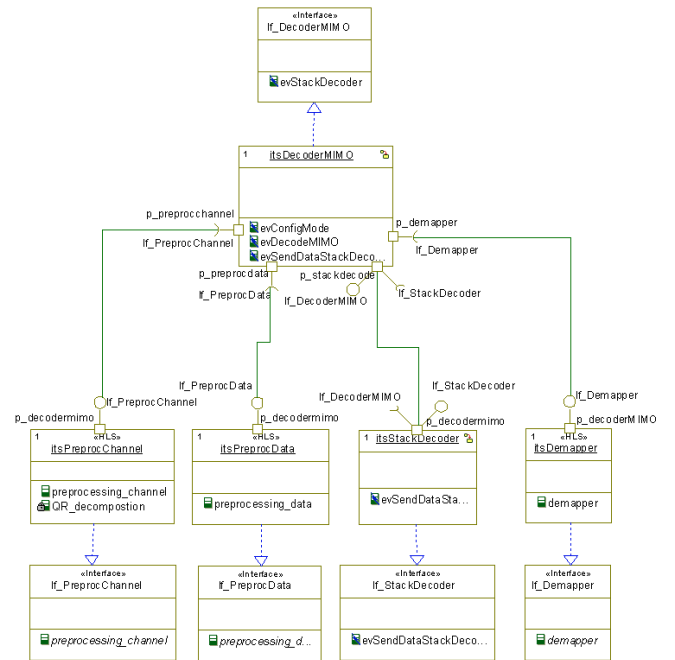 «Interface»
If_DecoderMIMO
evStackDecoder
1 itsDecoderMIMO
evConfigMode
evDecodeMIMO
evSendDataStackDeco...
p_preprocchannel
If_PreprocChannel
p_demapper
If_Demapper
p_preprocdata
If_PreprocData
p_stackdecode
If_DecoderMIMO
If_StackDecoder
If_PreprocChannel
p_decodermimo
If_PreprocData
p_decodermimo
If_DecoderMIMO
If_StackDecoder
p_decodermimo
If_Demapper
p_decoderMIMO
1 «HLS»
itsPreprocChannel
preprocessing_channel
QR_decompostion
1 «HLS»
itsPreprocData
preprocessing_data
1 itsStackDecoder
evSendDataSta...
1 «HLS»
itsDemapper
demapper
«Interface»
If_PreprocChannel
preprocessing_channel
«Interface»
If_PreprocData
preprocessing_d...
«Interface»
If_StackDecoder
evSendDataStackDeco...
«Interface»
If_Demapper
demapper